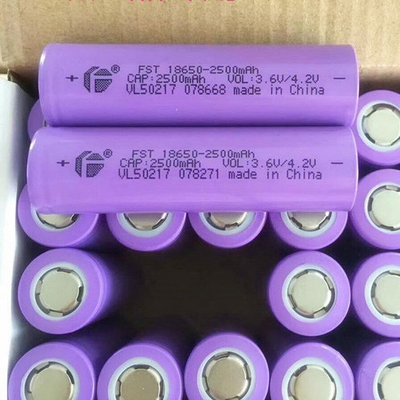 + FST 18650-2500mAh −
CAP:2500mAh VOL:3.6V/4.2V
VL50217 078668 made in China
+ FST 18650-2500mAh −
CAP:2500mAh VOL:3.6V/4.2V
VL50217 078271 made in China